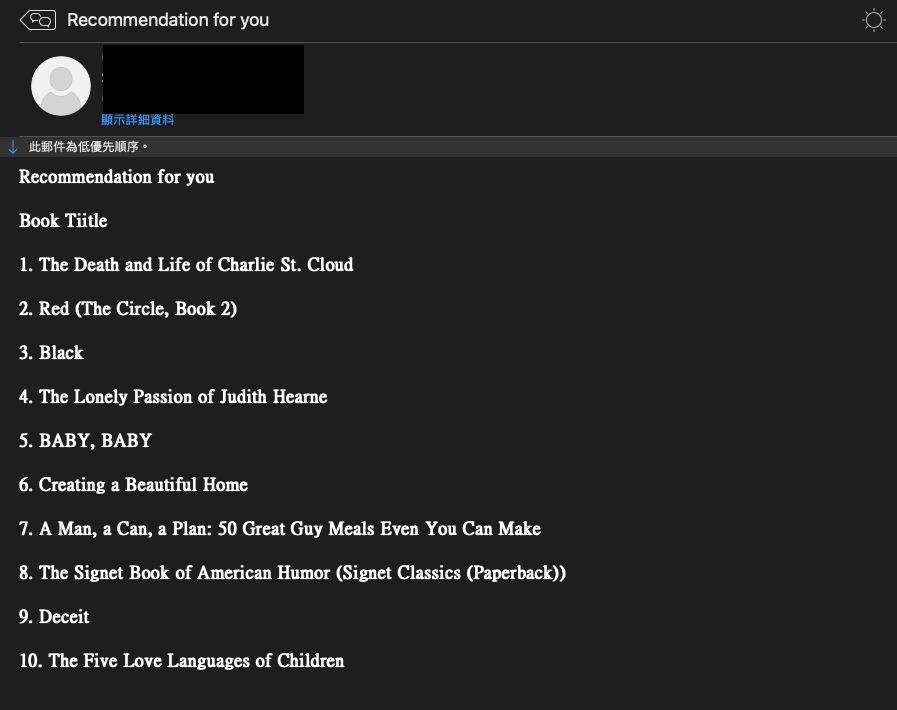 Recommendation for you
顯示詳細資料
此郵件為低優先順序。
Recommendation for you
Book Tiitle
1. The Death and Life of Charlie St. Cloud
2. Red (The Circle, Book 2)
3. Black
4. The Lonely Passion of Judith Hearne
5. BABY, BABY
6. Creating a Beautiful Home
7. A Man, a Can, a Plan: 50 Great Guy Meals Even You Can Make
8. The Signet Book of American Humor (Signet Classics (Paperback))
9. Deceit
10. The Five Love Languages of Children